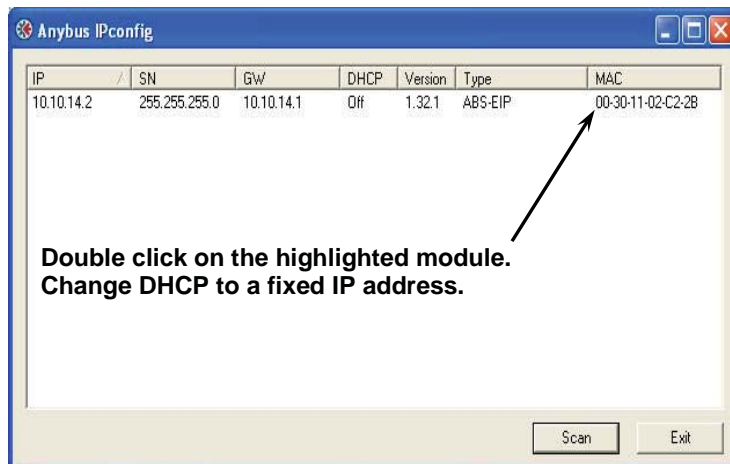 Anybus IPconfig
IP / SN GW DHCP Version Type MAC
10.10.14.2 255.255.255.0 10.10.14.1 Off 1.32.1 ABS-EIP 00-30-11-02-C2-2B
Double click on the highlighted module.
Change DHCP to a fixed IP address.
Scan Exit